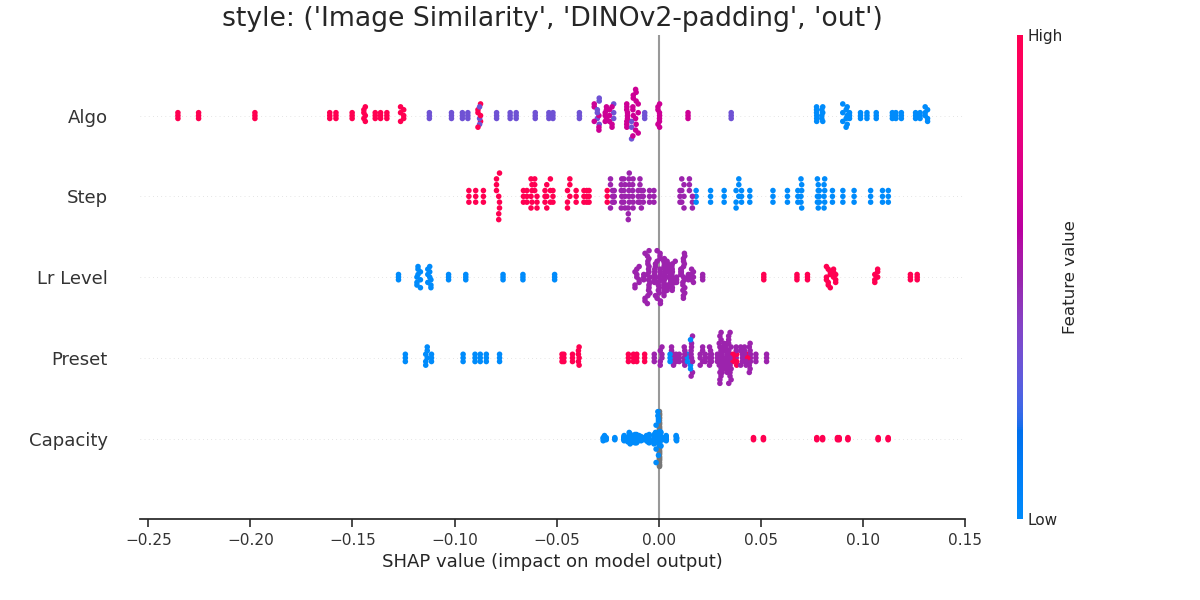 style: ('Image Similarity', 'DINOv2-padding', 'out')
High
Algo
Step
Lr Level
Preset
Capacity
Feature value
Low
−0.25 −0.20 −0.15 −0.10 −0.05 0.00 0.05 0.10 0.15
SHAP value (impact on model output)